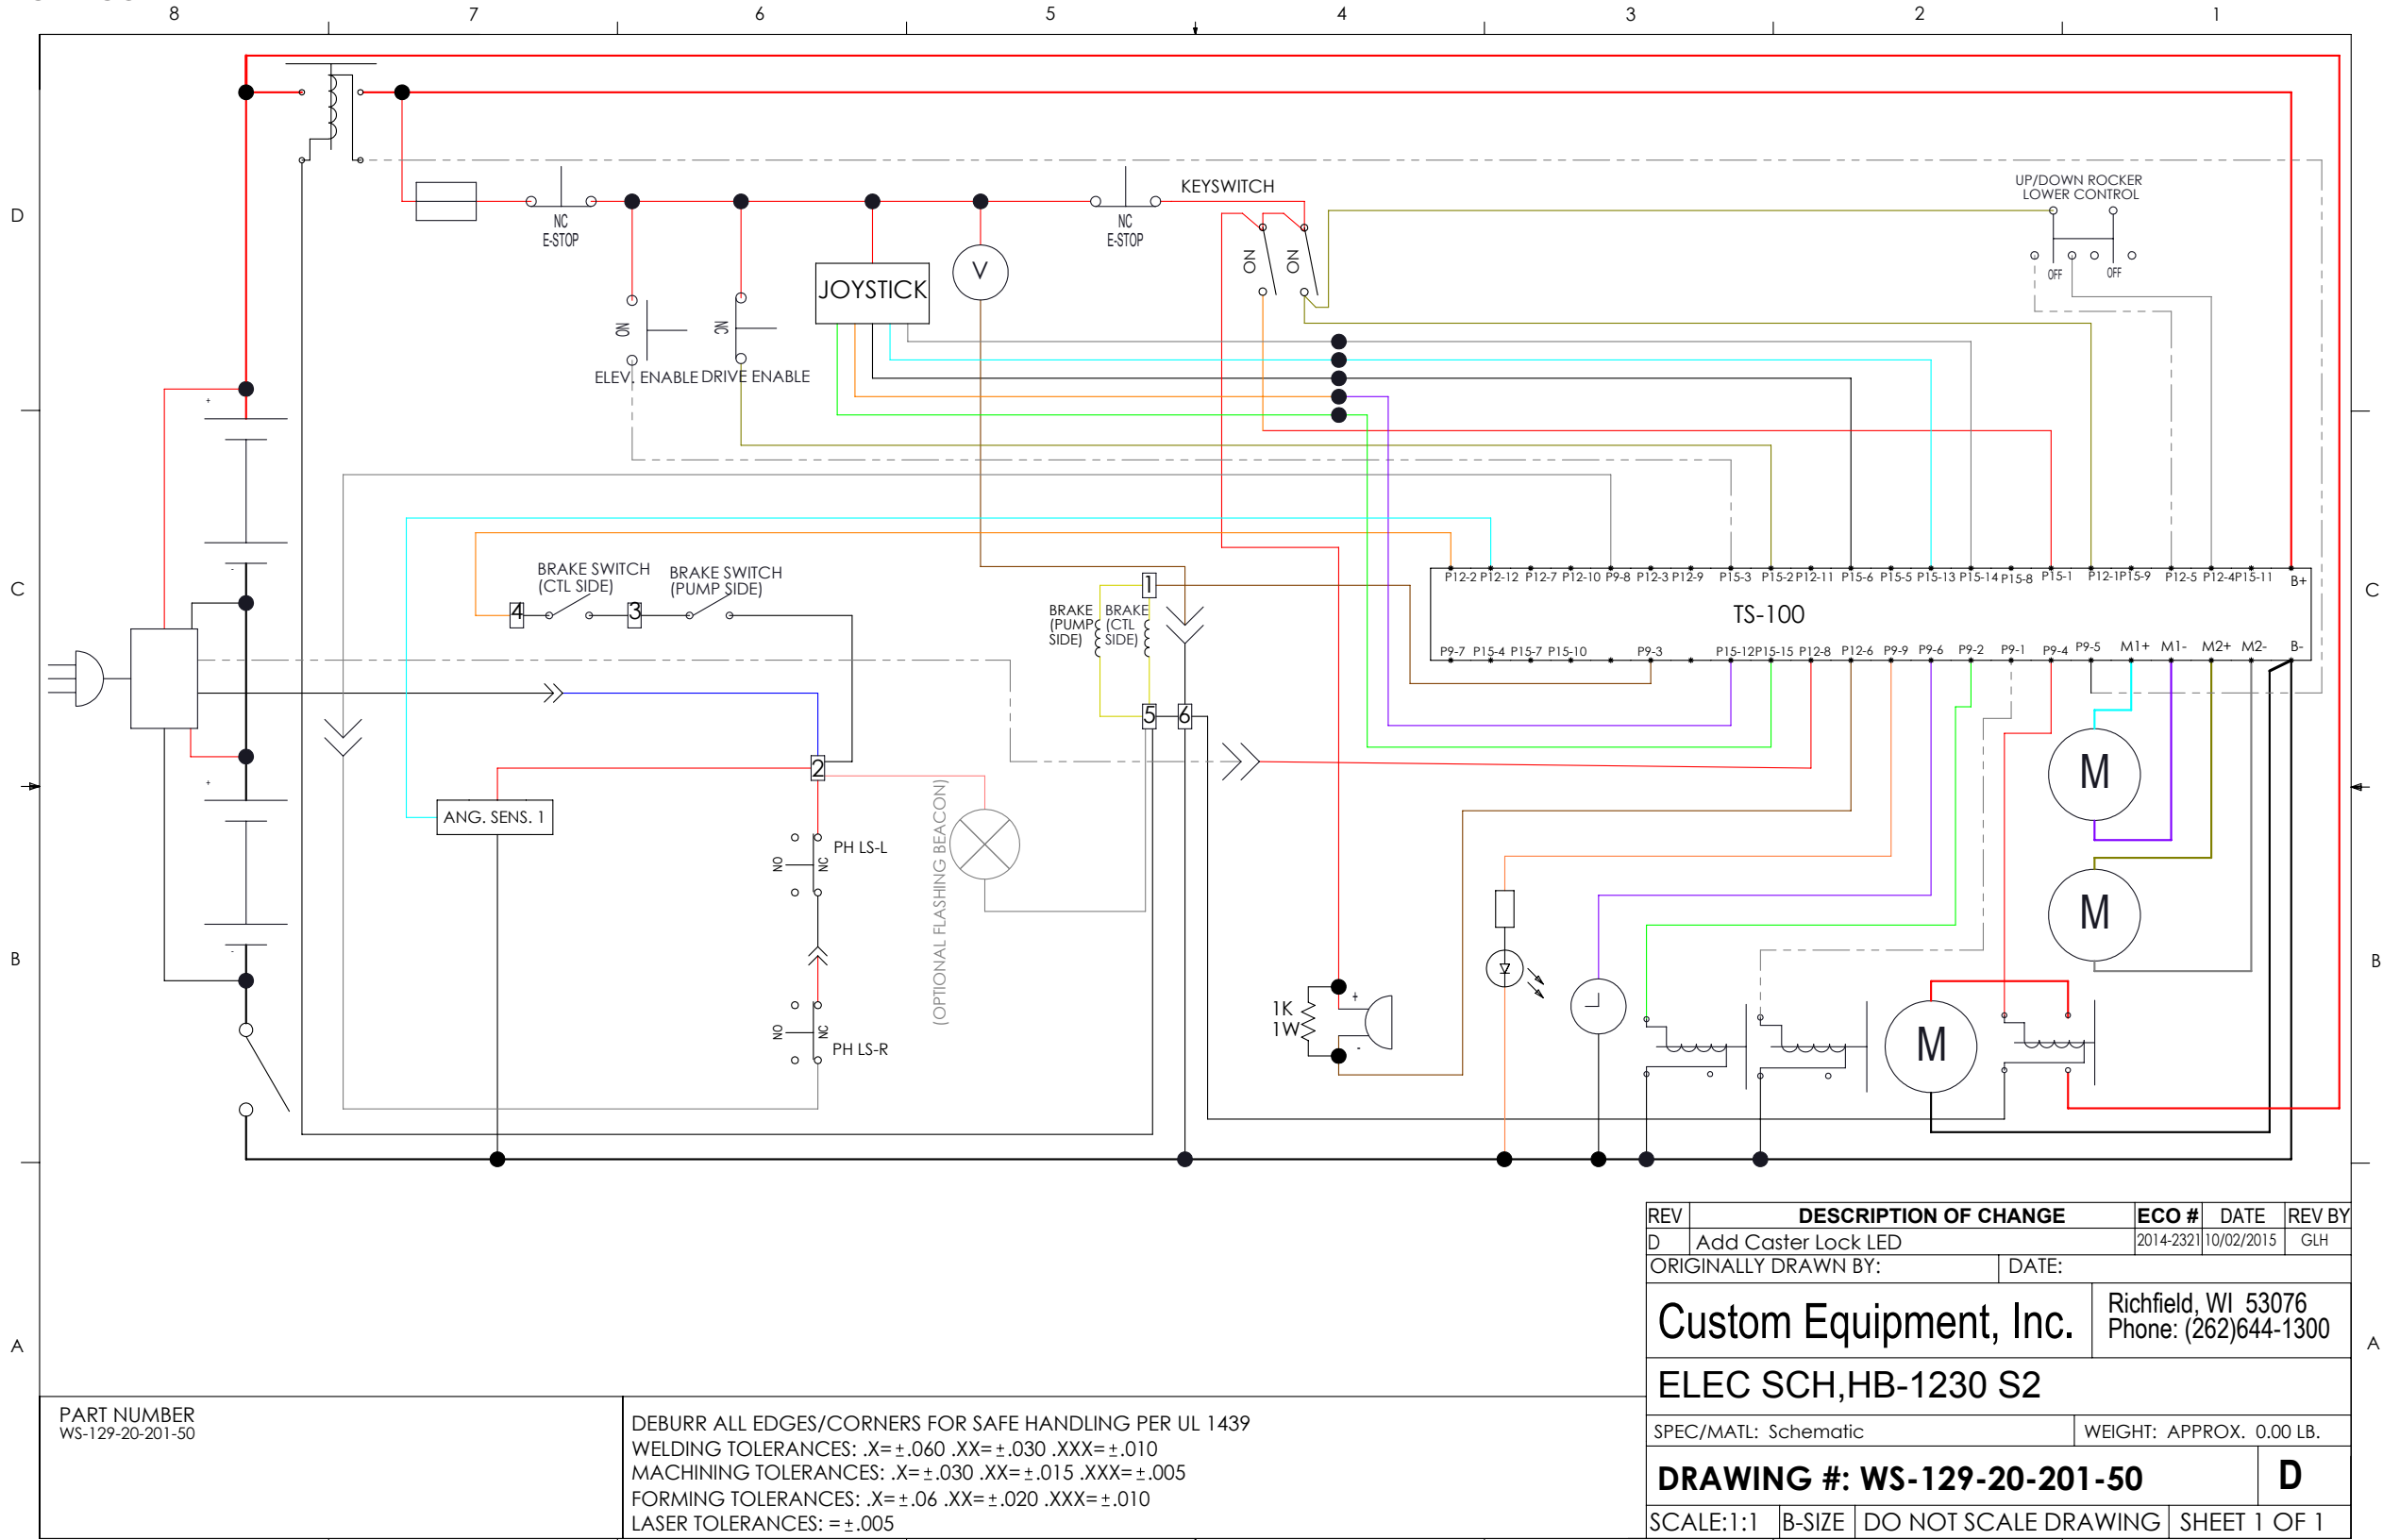 8 7 6 5 4 3 2 1
D
KEYSWITCH
NC
E-STOP
NC
E-STOP
UP/DOWN ROCKER
LOWER CONTROL
OFF OFF
NO NO
JOYSTICK
V
NO NC
ELEV. ENABLE DRIVE ENABLE
+
-
C C
BRAKE SWITCH
(CTL SIDE)
BRAKE SWITCH
(PUMP SIDE)
4 3
1
BRAKE
(PUMP
SIDE)
BRAKE
(CTL
SIDE)
P12-2 P12-12 P12-7 P12-10 P9-8 P12-3 P12-9 P15-3 P15-2 P12-11 P15-6 P15-5 P15-13 P15-14 P15-8 P15-1 P12-1 P15-9 P12-5 P12-4 P15-11 B+
TS-100
P9-7 P15-4 P15-7 P15-10 P9-3 P15-12 P15-15 P12-8 P12-6 P9-9 P9-6 P9-2 P9-1 P9-4 P9-5 M1+ M1- M2+ M2- B-
5 6
2
M
+
-
ANG. SENS. 1
PH LS-L
NO NC
(OPTIONAL FLASHING BEACON)
M
B B
1K
1W
+
-
NO NC
PH LS-R
M
REV DESCRIPTION OF CHANGE ECO # DATE REV BY
D Add Caster Lock LED 2014-2321 10/02/2015 GLH
ORIGINALLY DRAWN BY: DATE:
Custom Equipment, Inc.
Richfield, WI 53076
Phone: (262)644-1300
A A
ELEC SCH,HB-1230 S2
SPEC/MATL: Schematic WEIGHT: APPROX. 0.00 LB.
DRAWING #: WS-129-20-201-50 D
SCALE:1:1 B-SIZE DO NOT SCALE DRAWING SHEET 1 OF 1
PART NUMBER
WS-129-20-201-50
DEBURR ALL EDGES/CORNERS FOR SAFE HANDLING PER UL 1439
WELDING TOLERANCES: .X=±.060 .XX=±.030 .XXX=±.010
MACHINING TOLERANCES: .X=±.030 .XX=±.015 .XXX=±.005
FORMING TOLERANCES: .X=±.06 .XX=±.020 .XXX=±.010
LASER TOLERANCES: =±.005